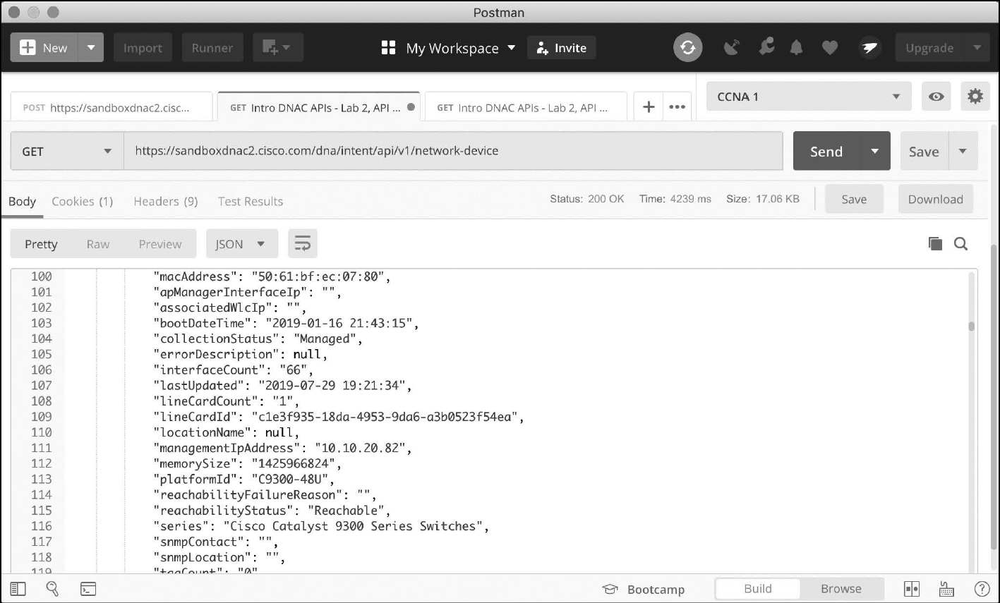 Postman
New Import Runner My Workspace Invite Upgrade
POST https://sandboxdnac2.cisc... GET Intro DNAC APIs - Lab 2, API ... GET Intro DNAC APIs - Lab 2, API ... + ••• CCNA 1
GET https://sandboxdnac2.cisco.com/dna/intent/api/v1/network-device Send Save
Body Cookies (1) Headers (9) Test Results Status: 200 OK Time: 4239 ms Size: 17.06 KB Save Download
Pretty Raw Preview JSON
100 "macAddress": "50:61:bf:ec:07:80",
101 "apManagerInterfaceIp": "",
102 "associatedWlcIp": "",
103 "bootDateTime": "2019-01-16 21:43:15",
104 "collectionStatus": "Managed",
105 "errorDescription": null,
106 "interfaceCount": "66",
107 "lastUpdated": "2019-07-29 19:21:34",
108 "lineCardCount": "1",
109 "lineCardId": "c1e3f935-18da-4953-9da6-a3b0523f54ea",
110 "locationName": null,
111 "managementIpAddress": "10.10.20.82",
112 "memorySize": "1425966824",
113 "platformId": "C9300-48U",
114 "reachabilityFailureReason": "",
115 "reachabilityStatus": "Reachable",
116 "series": "Cisco Catalyst 9300 Series Switches",
117 "snmpContact": "",
118 "snmpLocation": "",
119 "tagCount": "0"
Bootcamp Build Browse ?